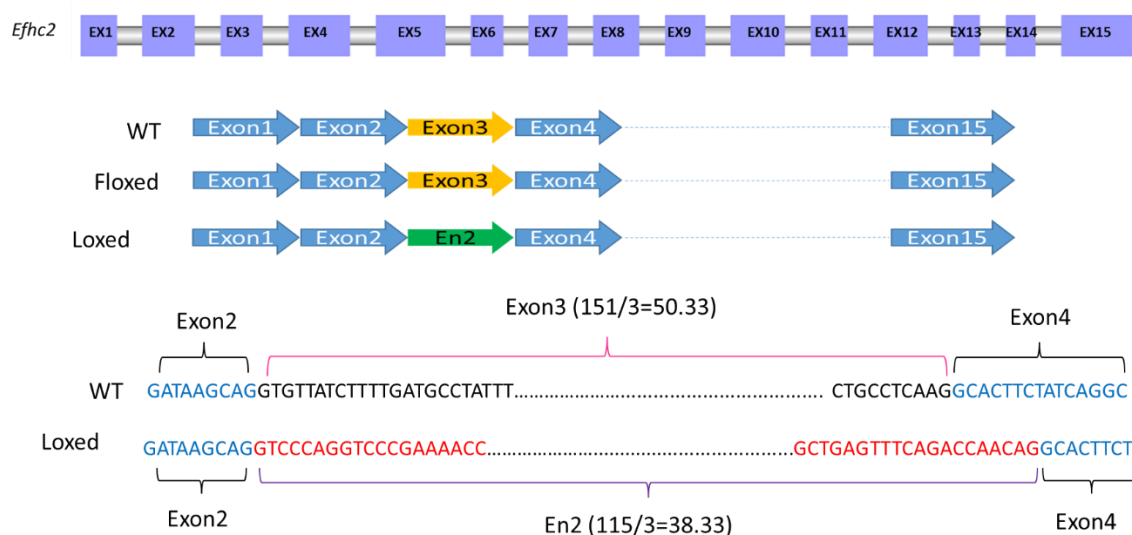 Efhc2 EX1 EX2 EX3 EX4 EX5 EX6 EX7 EX8 EX9 EX10 EX11 EX12 EX13 EX14 EX15
WT Exon1 Exon2 Exon3 Exon4 Exon15
Floxed Exon1 Exon2 Exon3 Exon4 Exon15
Loxed Exon1 Exon2 En2 Exon4 Exon15
Exon3 (151/3=50.33)
Exon2 Exon4
WT GATAAGCAGGTGTTATCTTTTGATGCCTATTT................................................ CTGCCTCAAGGCACTTCTATCAGGC
Loxed GATAAGCAGGTCCCAGGTCCCGAAAACC................................................GCTGAGTTTCAGACCAACAGGCACTTCT
Exon2 En2 (115/3=38.33) Exon4